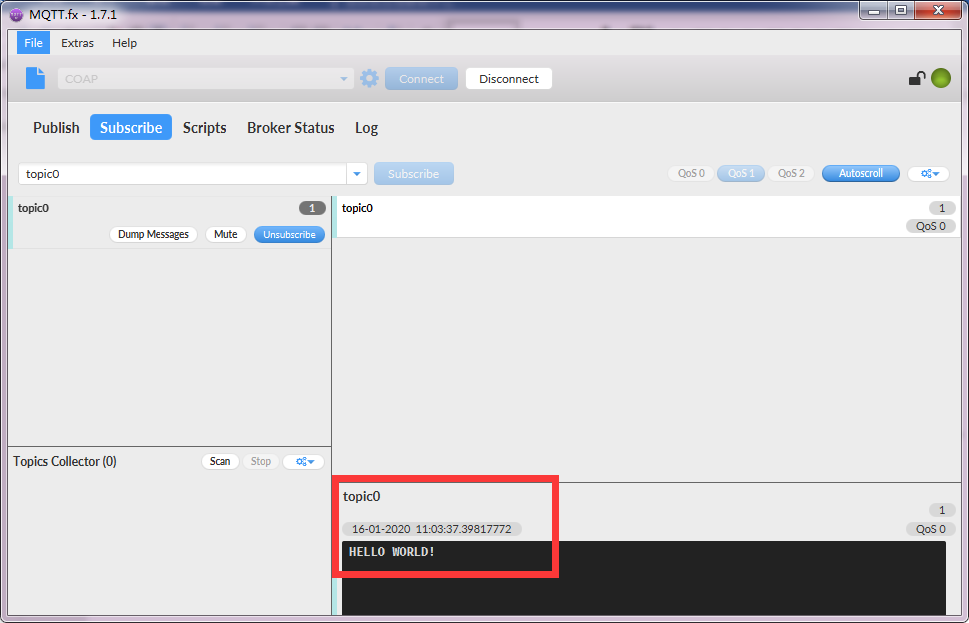 MQTT.fx - 1.7.1
File Extras Help
COAP Connect Disconnect
Publish Subscribe Scripts Broker Status Log
topic0 Subscribe QoS 0 QoS 1 QoS 2 Autoscroll
topic0 1
Dump Messages Mute Unsubscribe
topic0 1
QoS 0
Topics Collector (0) Scan Stop
topic0
1
16-01-2020 11:03:37.39817772 QoS 0
HELLO WORLD!